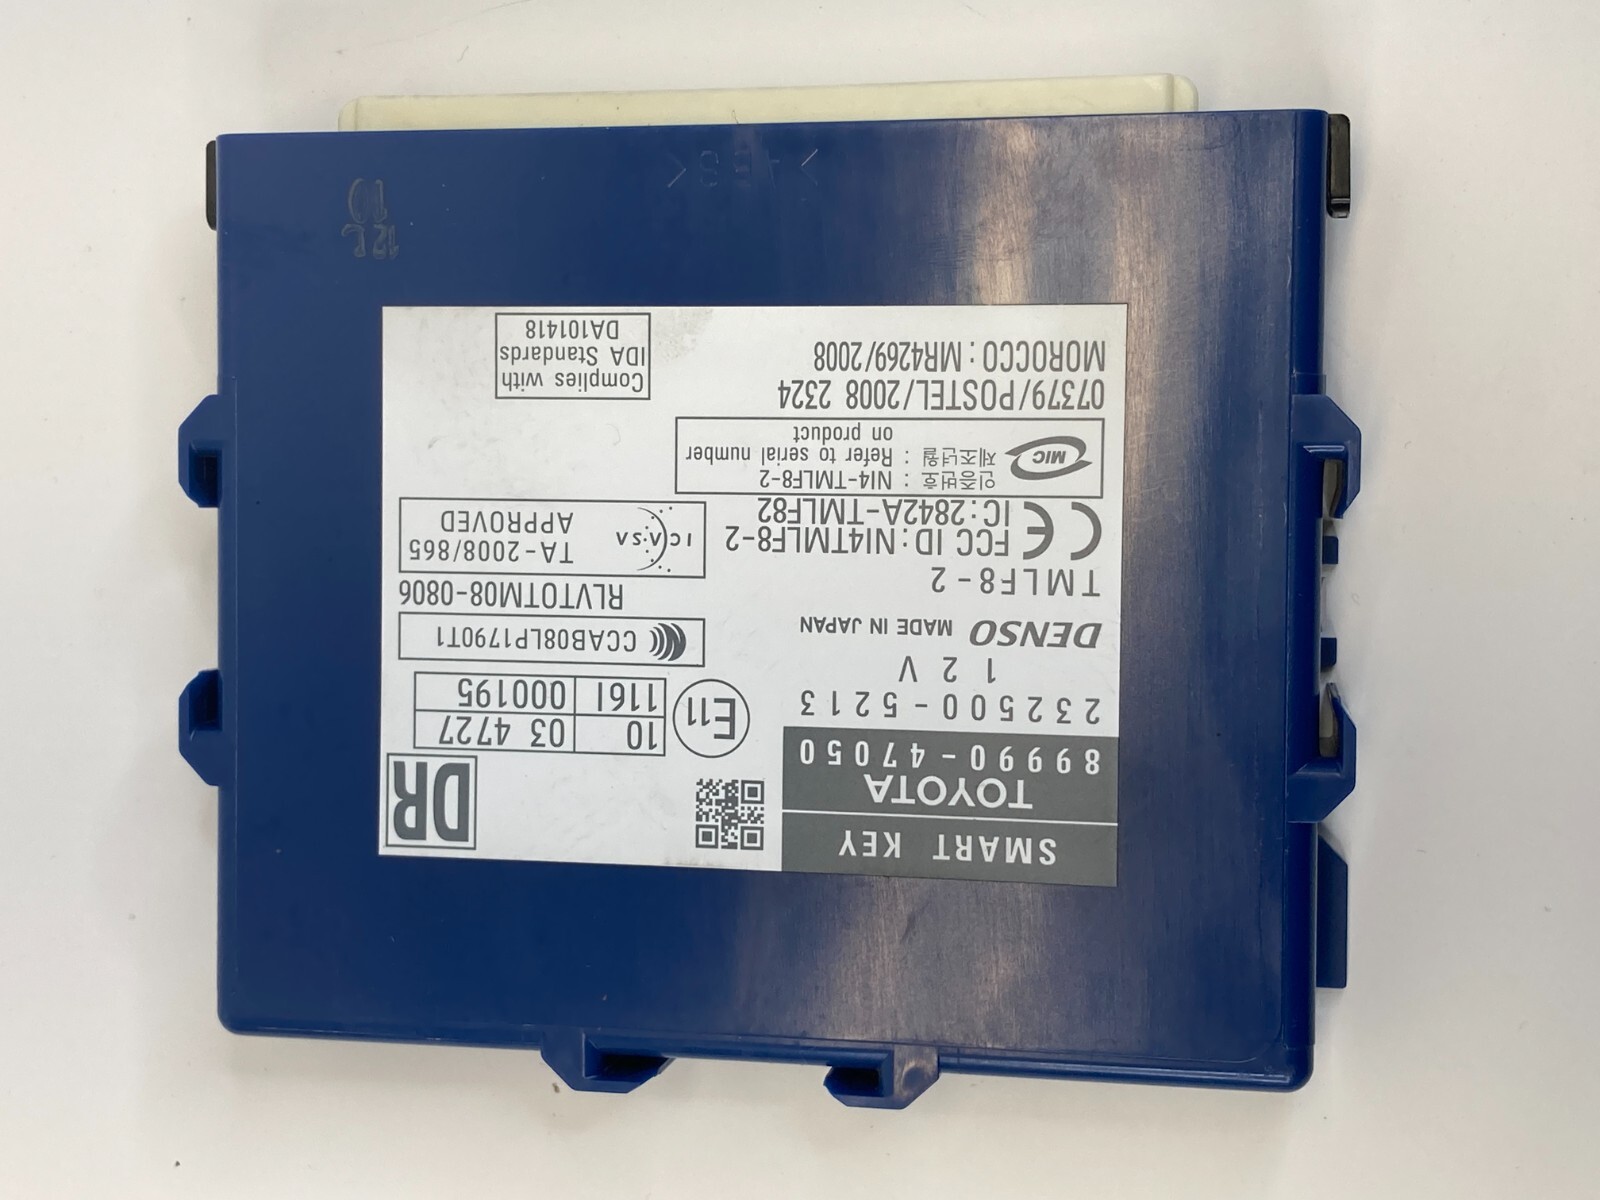 SMART KEY
TOYOTA
89990-47050
232500-5213
12V
DENSO MADE IN JAPAN
TMLF8-2
CE FCC ID:NI4TMLF8-2
IC:2842A-TMLF82
MIC 인증번호 : NI4-TMLF8-2
제조년월 : Refer to serial number
on product
07379/POSTEL/2008 2324
MOROCCO:MR4269/2008
DR
E11
10 03 4727
116I 000195
CCAB08LP1790T1
RLVTOTM08-0806
ICASA TA-2008/865
APPROVED
Complies with
IDA Standards
DA101418